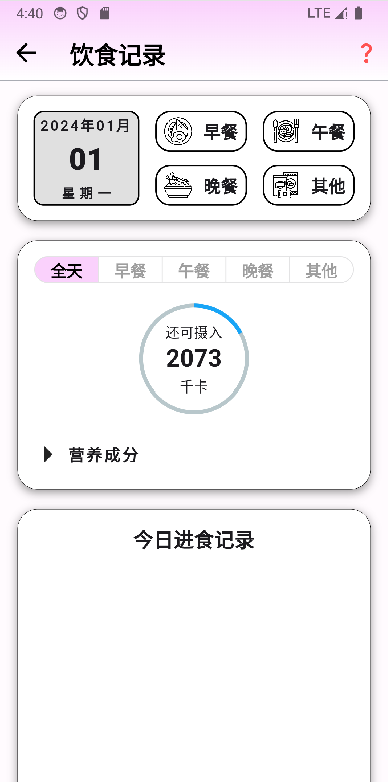 4:40 LTE
饮食记录 ?
2024年01月
01
星期一
早餐 午餐
晚餐 其他
全天 早餐 午餐 晚餐 其他
还可摄入
2073
千卡
营养成分
今日进食记录